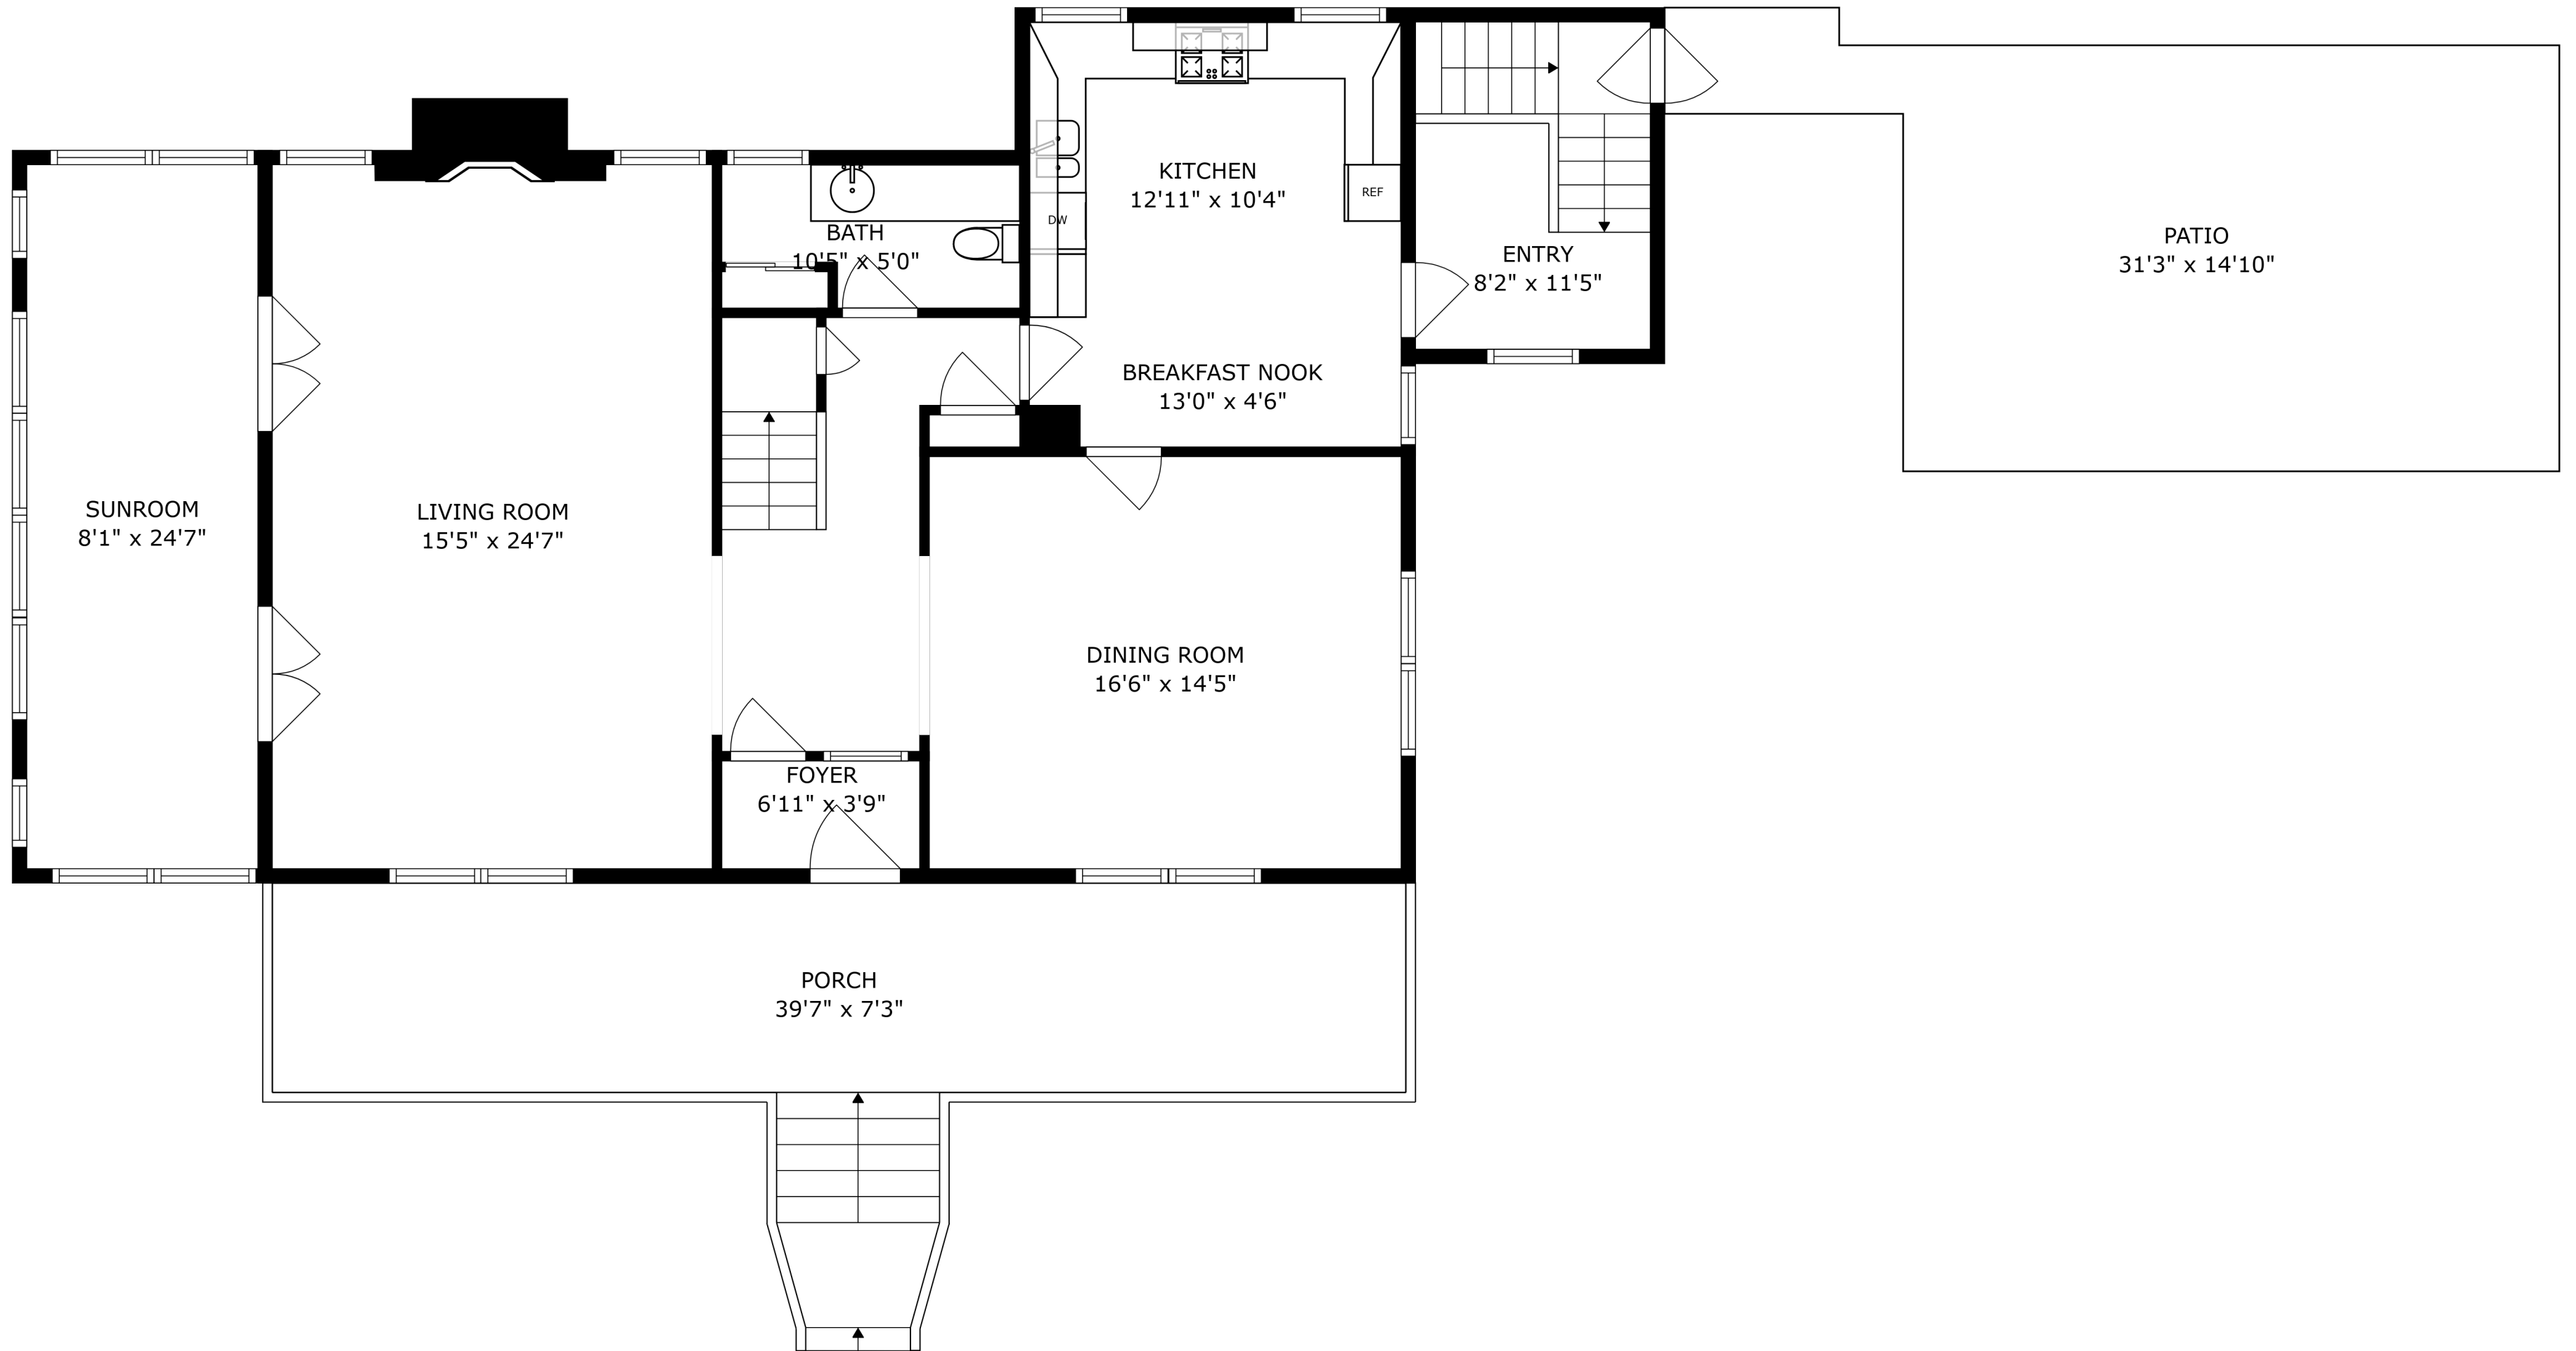 KITCHEN
12'11" x 10'4"
REF
DW
BATH
10'5" x 5'0"
ENTRY
8'2" x 11'5"
PATIO
31'3" x 14'10"
BREAKFAST NOOK
13'0" x 4'6"
SUNROOM
8'1" x 24'7"
LIVING ROOM
15'5" x 24'7"
DINING ROOM
16'6" x 14'5"
FOYER
6'11" x 3'9"
PORCH
39'7" x 7'3"